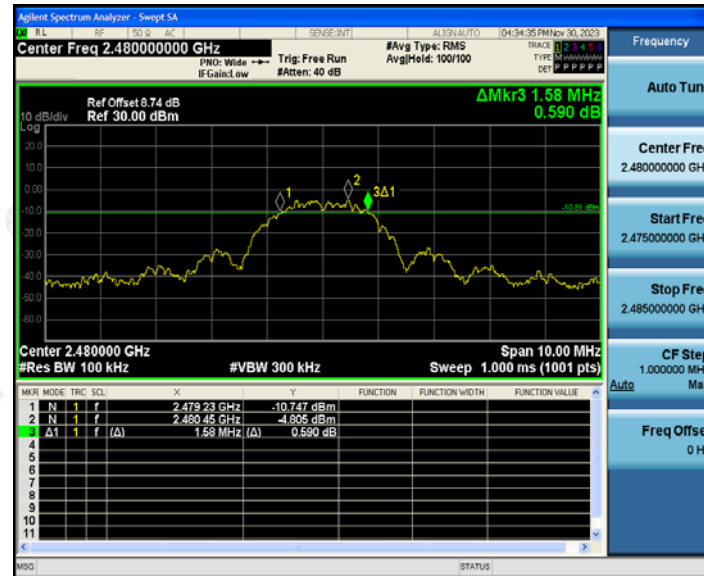 Agilent Spectrum Analyzer - Swept SA
RL RF 50 Ω AC SENSE:INT ALIGN AUTO 04:34:35 PM Nov 30, 2023
Center Freq 2.480000000 GHz #Avg Type: RMS TRACE 1 2 3 4 5 6
PNO: Wide Trig: Free Run Avg|Hold: 100/100 TYPE M
IFGain:Low #Atten: 40 dB DET P P P P P P
Frequency
Ref Offset 8.74 dB ΔMkr3 1.58 MHz
10 dB/div Ref 30.00 dBm 0.590 dB
Log
20.0
10.0
0.00
-10.0
-20.0
-30.0
-40.0
-50.0
-60.0
1
2
3Δ1
-10.81 dBm
Center 2.480000 GHz Span 10.00 MHz
#Res BW 100 kHz #VBW 300 kHz Sweep 1.000 ms (1001 pts)
MKR MODE TRC SCL X Y FUNCTION FUNCTION WIDTH FUNCTION VALUE
1 N 1 f 2.479 23 GHz -10.747 dBm
2 N 1 f 2.480 45 GHz -4.805 dBm
3 Δ1 1 f (Δ) 1.58 MHz (Δ) 0.590 dB
4
5
6
7
8
9
10
11
MSG STATUS
Auto Tun
Center Fre
2.480000000 GH
Start Fre
2.475000000 GH
Stop Fre
2.485000000 GH
CF Step
1.000000 MH
Auto Ma
Freq Offse
0 H